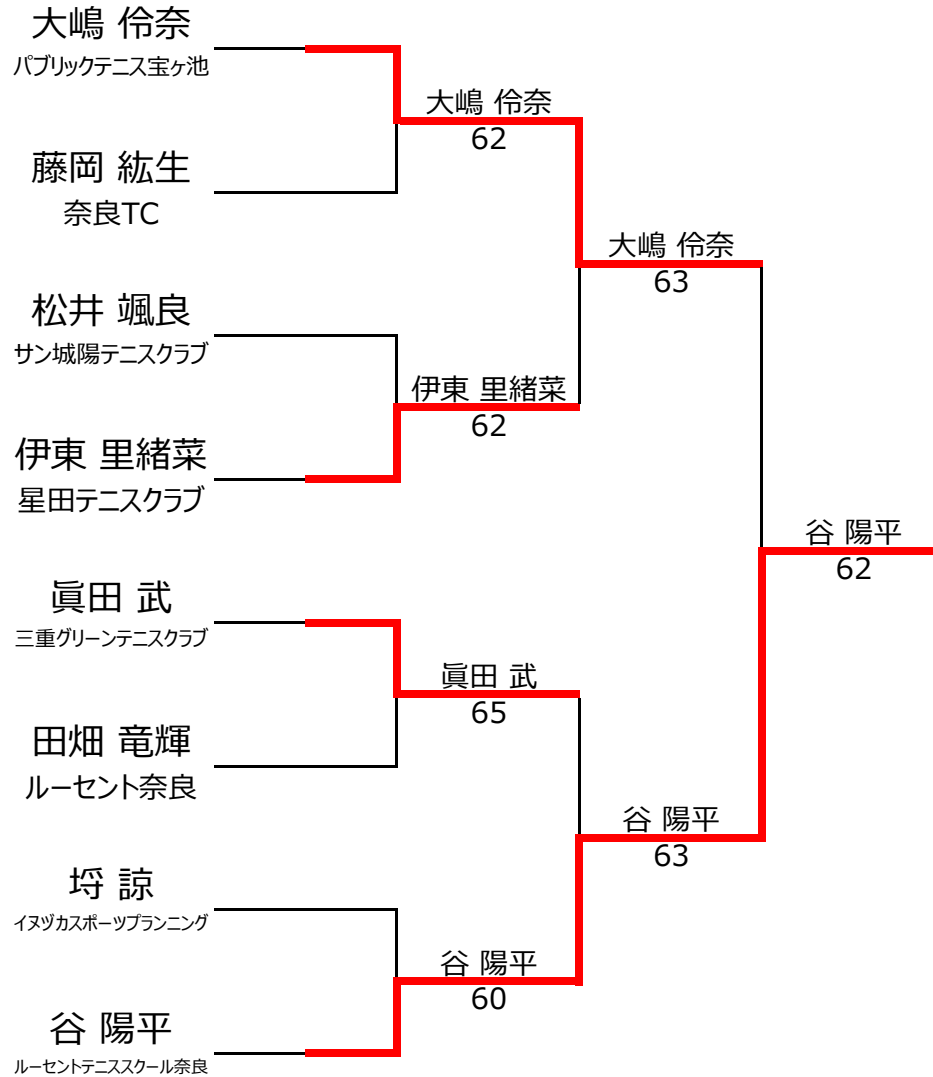 大嶋 伶奈
パブリックテニス宝ヶ池
藤岡 紘生
奈良TC
松井 颯良
サン城陽テニスクラブ
伊東 里緒菜
星田テニスクラブ
眞田 武
三重グリーンテニスクラブ
田畑 竜輝
ルーセント奈良
埒 諒
イヌヅカスポーツプランニング
谷 陽平
ルーセントテニススクール奈良
大嶋 伶奈
62
伊東 里緒菜
62
眞田 武
65
谷 陽平
60
大嶋 伶奈
63
谷 陽平
63
谷 陽平
62